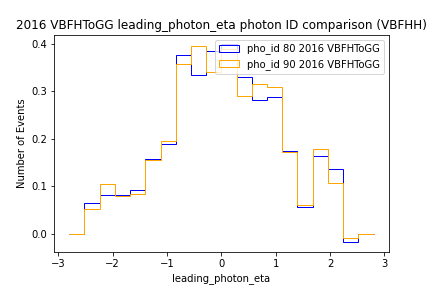 2016 VBFHToGG leading_photon_eta photon ID comparison (VBFHH)
pho_id 80 2016 VBFHToGG
pho_id 90 2016 VBFHToGG
Number of Events
0.4
0.3
0.2
0.1
0.0
−3 −2 −1 0 1 2 3
leading_photon_eta